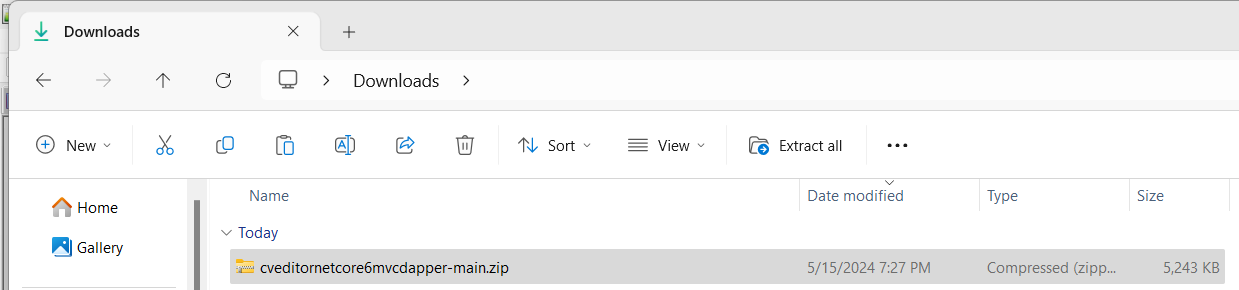 Downloads
Downloads
New Sort View Extract all
Name Date modified Type Size
Home
Today
Gallery
cveditornetcore6mvcdapper-main.zip 5/15/2024 7:27 PM Compressed (zipp... 5,243 KB